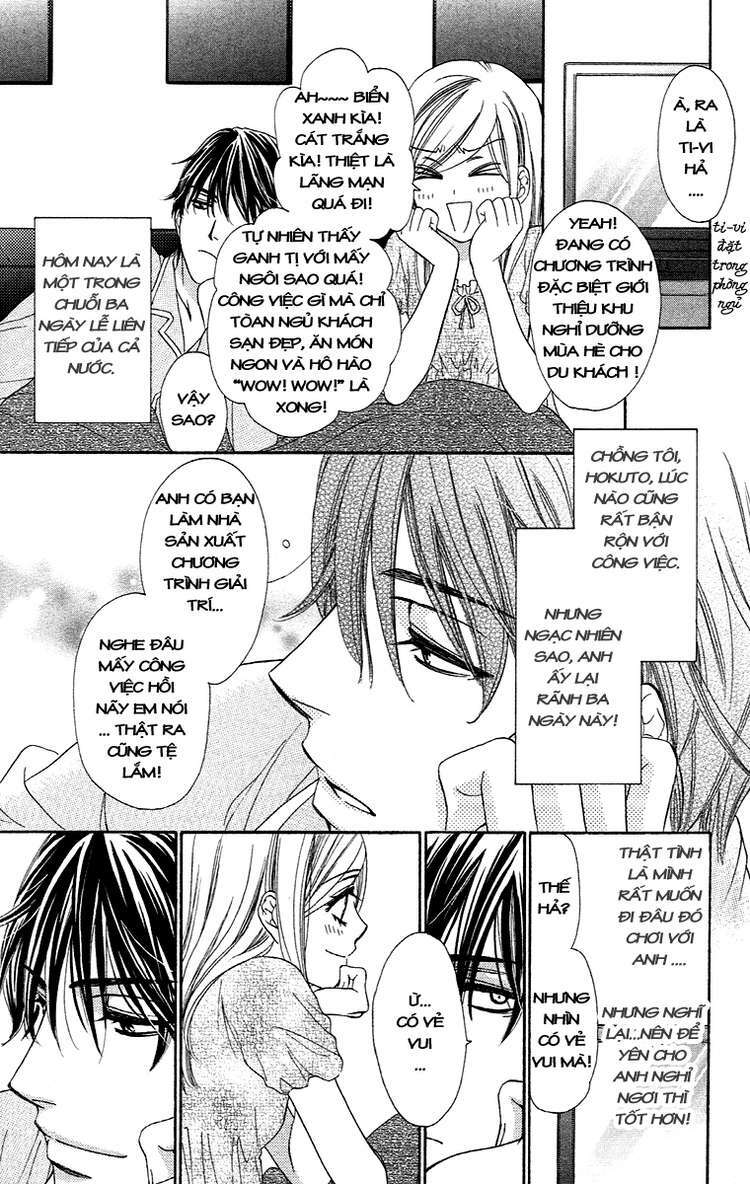 À, RA
LÀ
TI-VI
HẢ
....
ti-vi
đặt
trong
phòng
ngủ
YEAH!
ĐANG CÓ
CHƯƠNG TRÌNH
ĐẶC BIỆT GIỚI
THIỆU KHU
NGHỈ DƯỠNG
MÙA HÈ CHO
DU KHÁCH !
AH~~~~ BIỂN
XANH KÌA!
CÁT TRẮNG
KÌA! THIỆT LÀ
LÃNG MẠN
QUÁ ĐI!
TỰ NHIÊN THẤY
GANH TỊ VỚI MẤY
NGÔI SAO QUÁ!
CÔNG VIỆC GÌ MÀ CHỈ
TOÀN NGỦ KHÁCH
SẠN ĐẸP, ĂN MÓN
NGON VÀ HÔ HÀO
“WOW! WOW!” LÀ
XONG!
VẬY
SAO?
HÔM NAY LÀ
MỘT TRONG
CHUỖI BA
NGÀY LỄ LIÊN
TIẾP CỦA CẢ
NƯỚC.
CHỒNG TÔI,
HOKUTO, LÚC
NÀO CŨNG
RẤT BẬN
RỘN VỚI
CÔNG VIỆC.
NHƯNG
NGẠC NHIÊN
SAO, ANH
ẤY LẠI
RÃNH BA
NGÀY NÀY!
ANH CÓ BẠN
LÀM NHÀ
SẢN XUẤT
CHƯƠNG
TRÌNH GIẢI
TRÍ...
NGHE ĐÂU
MẤY CÔNG
VIỆC HỒI
NÃY EM NÓI
... THẬT RA
CŨNG TỆ
LẮM!
THẬT TÌNH
LÀ MÌNH
RẤT MUỐN
ĐI ĐÂU ĐÓ
CHƠI VỚI
ANH ....
NHƯNG NGHĨ
LẠI...NÊN ĐỂ
YÊN CHO
ANH NGHỈ
NGƠI THÌ
TỐT HƠN!
THẾ
HẢ?
NHƯNG
NHÌN
CÓ VẺ
VUI MÀ!
Ừ...
CÓ VẺ
VUI
...